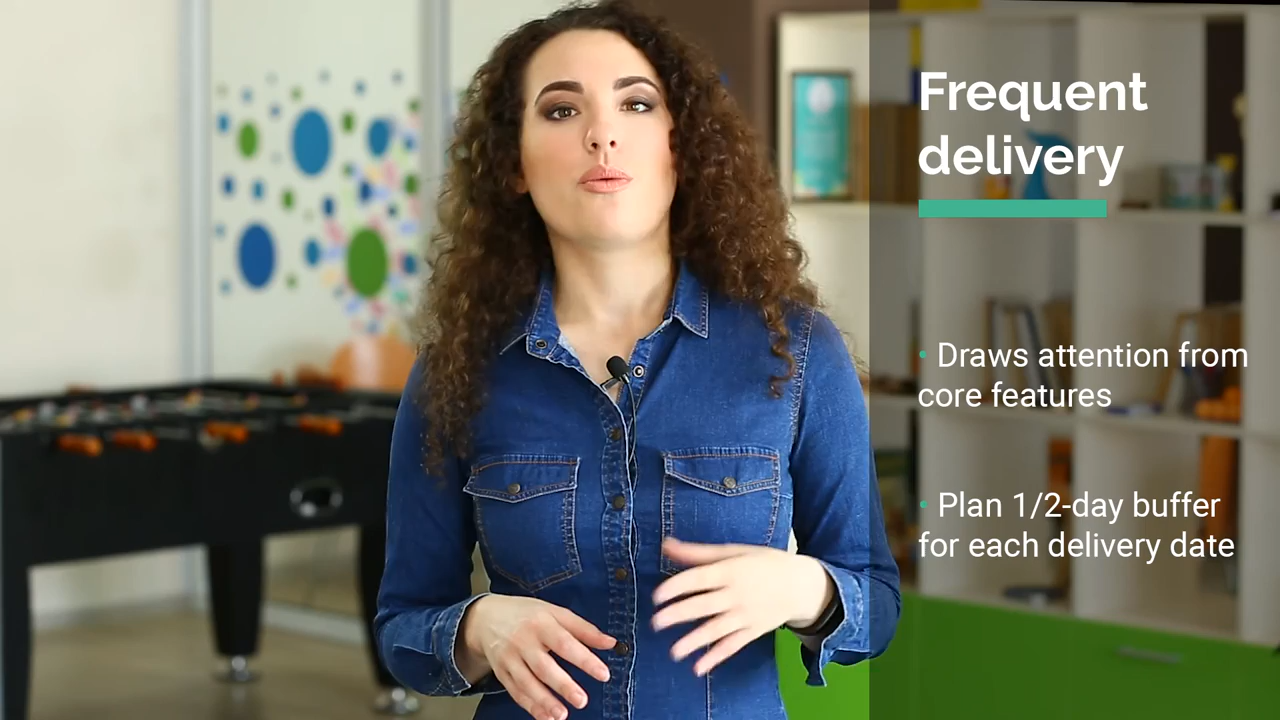 Frequent
delivery
• Draws attention from
core features
• Plan 1/2-day buffer
for each delivery date